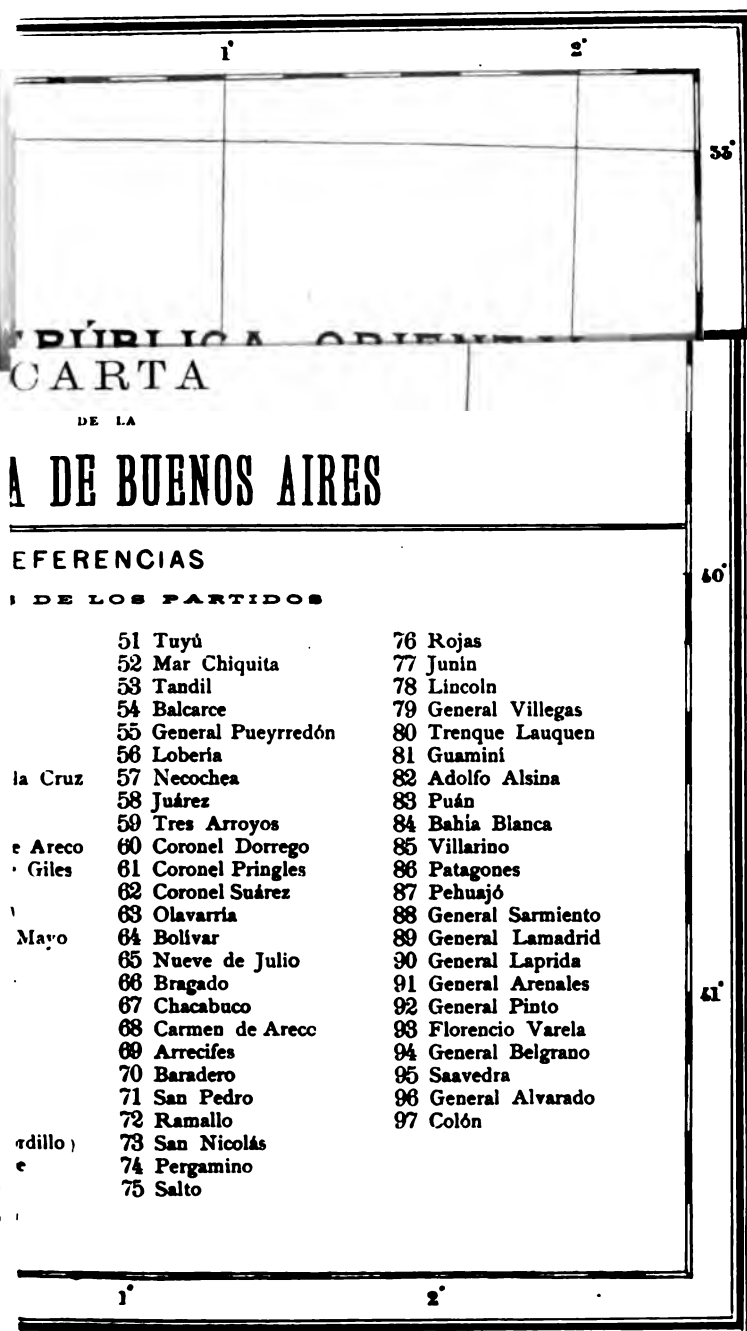 1° 2°
33°
CARTA
DE LA
A DE BUENOS AIRES
EFERENCIAS
40°
DE LOS PARTIDOS
51 Tuyú
52 Mar Chiquita
53 Tandil
54 Balcarce
55 General Pueyrredón
56 Lobería
la Cruz 57 Necochea
58 Juárez
59 Tres Arroyos
e Areco 60 Coronel Dorrego
Giles 61 Coronel Pringles
62 Coronel Suárez
63 Olavarría
Mayo 64 Bolívar
65 Nueve de Julio
66 Bragado
67 Chacabuco
68 Carmen de Arecc
69 Arrecifes
70 Baradero
71 San Pedro
72 Ramallo
rdillo) 73 San Nicolás
e 74 Pergamino
75 Salto
76 Rojas
77 Junín
78 Lincoln
79 General Villegas
80 Trenque Lauquen
81 Guaminí
82 Adolfo Alsina
83 Puán
84 Bahía Blanca
85 Villarino
86 Patagones
87 Pehuajó
88 General Sarmiento
89 General Lamadrid
90 General Laprida
91 General Arenales
92 General Pinto
93 Florencio Varela
94 General Belgrano
95 Saavedra
96 General Alvarado
97 Colón
41°
1° 2°